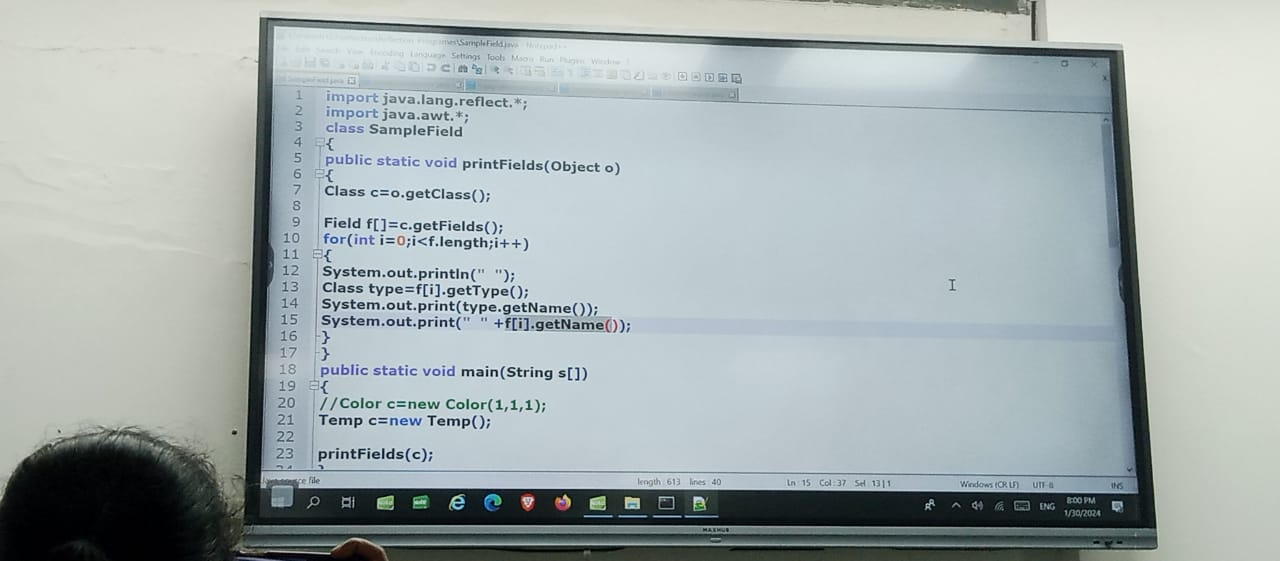 Programes\SampleField.java - Notepad++
Edit Search View Encoding Language Settings Tools Macro Run Plugins Window
SampleField.java
1 import java.lang.reflect.*;
2 import java.awt.*;
3 class SampleField
4 {
5 public static void printFields(Object o)
6 {
7 Class c=o.getClass();
8
9 Field f[]=c.getFields();
10 for(int i=0;i<f.length;i++)
11 {
12 System.out.println("  ");
13 Class type=f[i].getType();
14 System.out.print(type.getName());
15 System.out.print("  " +f[i].getName());
16 }
17 }
18 public static void main(String s[])
19 {
20 //Color c=new Color(1,1,1);
21 Temp c=new Temp();
22
23 printFields(c);
24 }
Java source file length : 613 lines : 40 Ln : 15 Col : 37 Sel : 13 | 1 Windows (CR LF) UTF-8 INS
ENG 8:00 PM
1/30/2024
MAXHUB